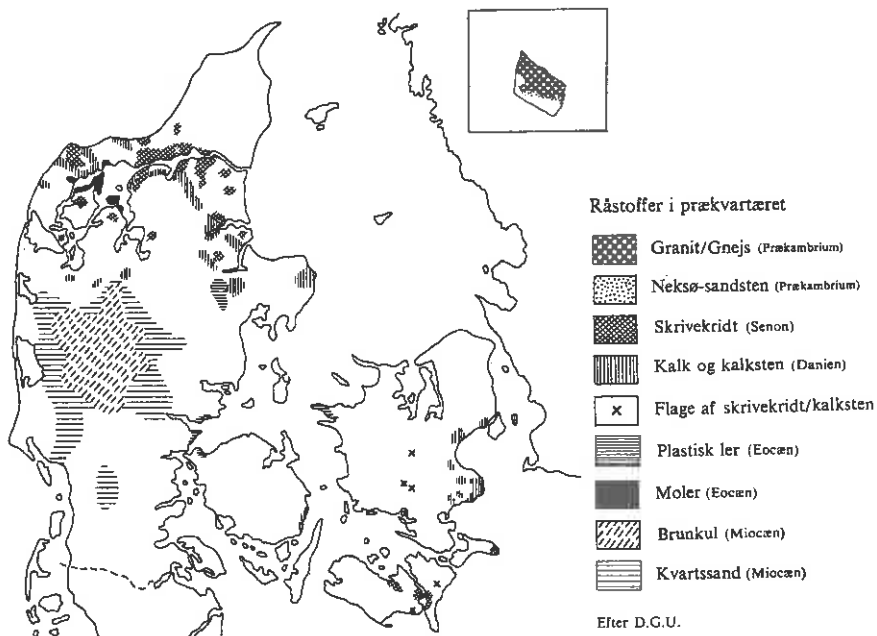 Råstoffer i prækvartæret
Granit/Gnejs (Prækambrium)
Neksø-sandsten (Prækambrium)
Skrivekridt (Senon)
Kalk og kalksten (Danien)
Flage af skrivekridt/kalksten
Plastisk ler (Eocæn)
Moler (Eocæn)
Brunkul (Miocæn)
Kvartssand (Miocæn)
Efter D.G.U.